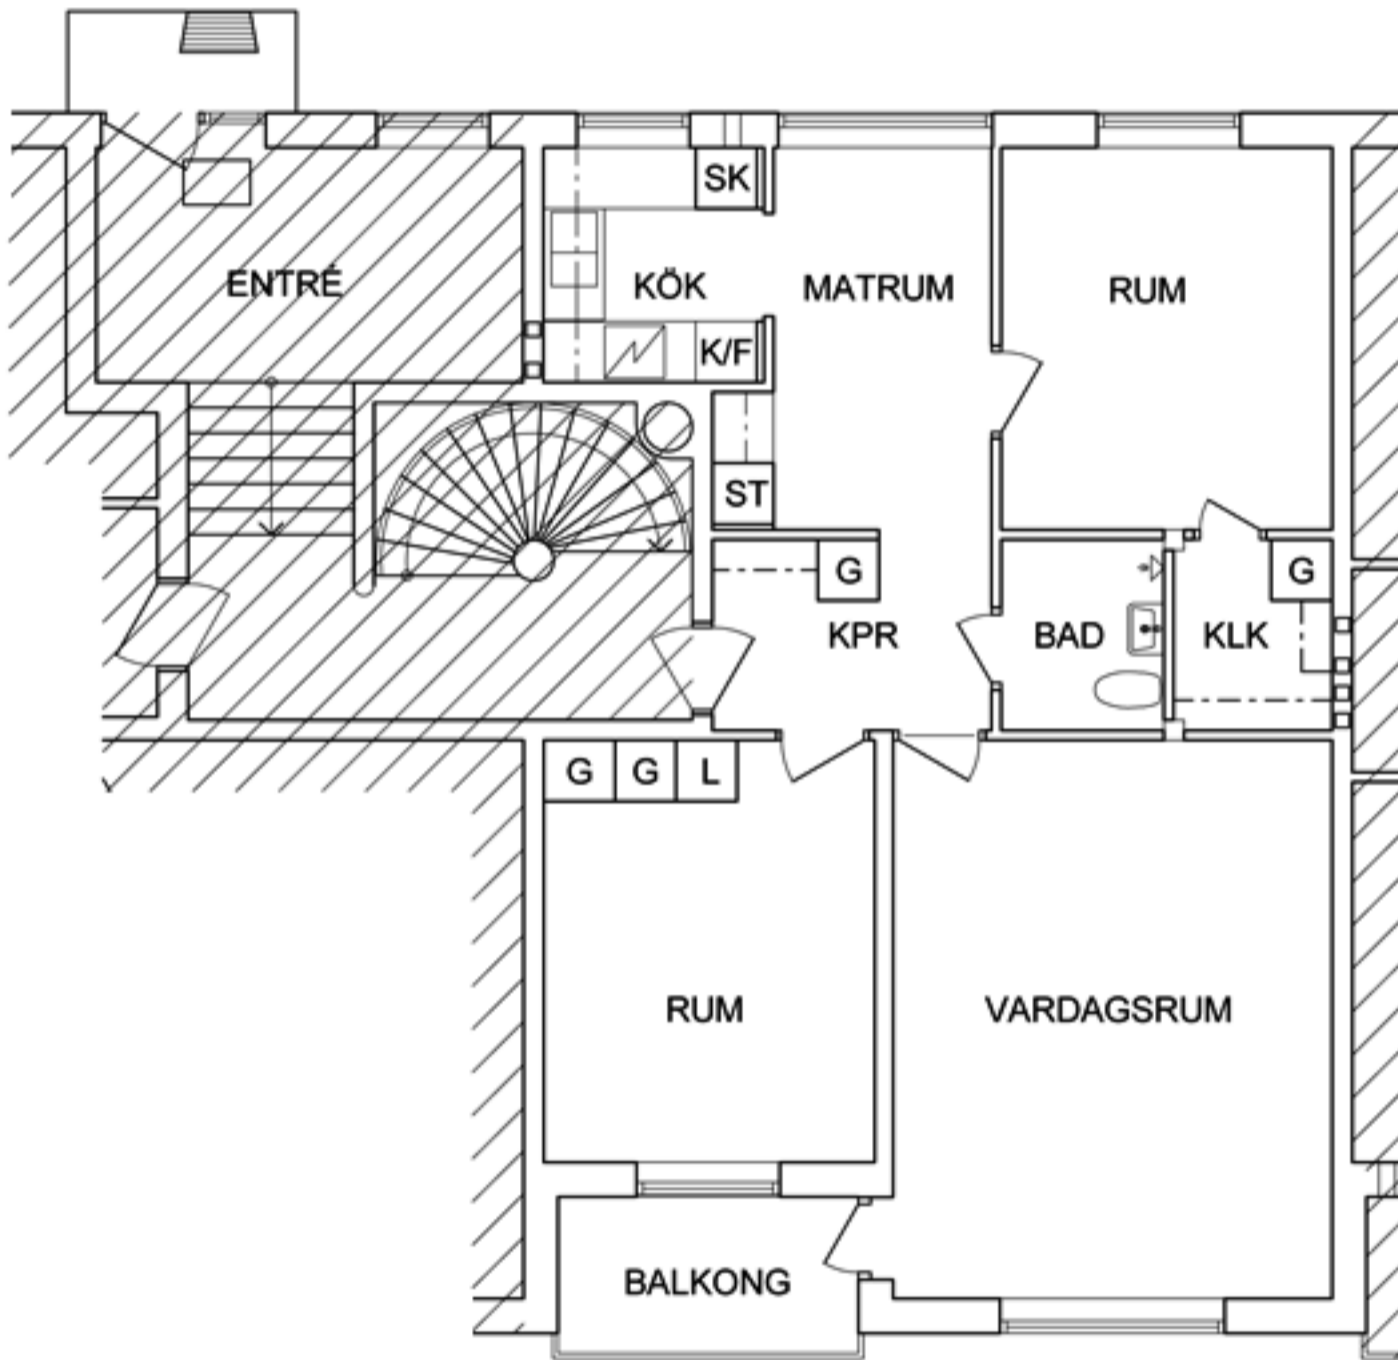 SK
ENTRÉ
KÖK
MATRUM
RUM
K/F
ST
G
G
KPR
BAD
KLK
G
G
L
RUM
VARDAGSRUM
BALKONG